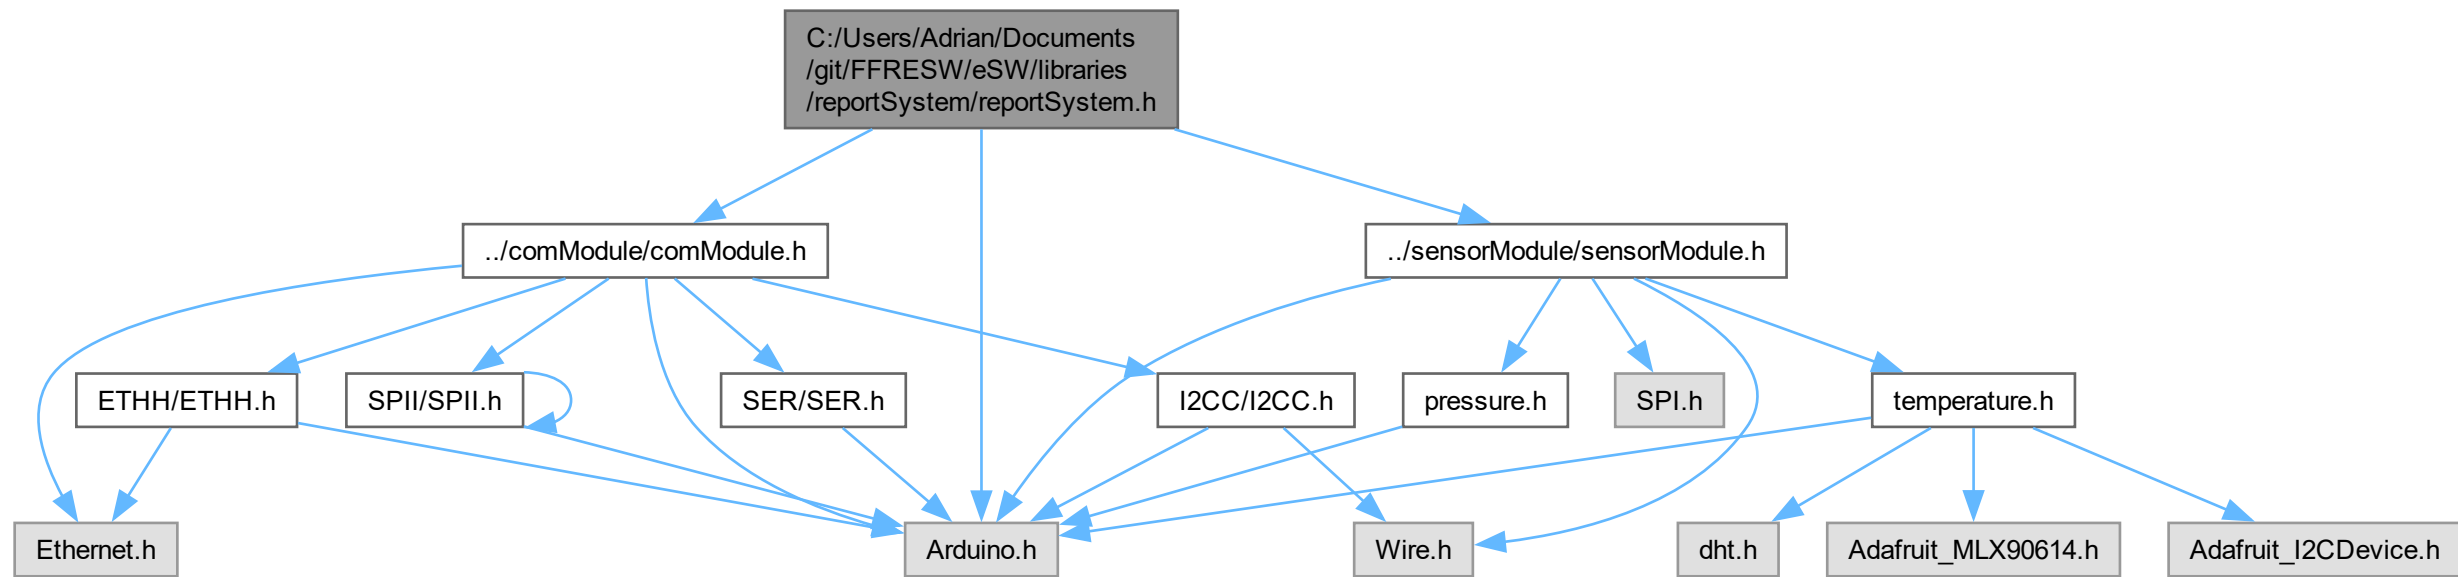 C:/Users/Adrian/Documents
/git/FFRESW/eSW/libraries
/reportSystem/reportSystem.h
../comModule/comModule.h
../sensorModule/sensorModule.h
ETHH/ETHH.h
SPII/SPII.h
SER/SER.h
I2CC/I2CC.h
pressure.h
SPI.h
temperature.h
Ethernet.h
Arduino.h
Wire.h
dht.h
Adafruit_MLX90614.h
Adafruit_I2CDevice.h